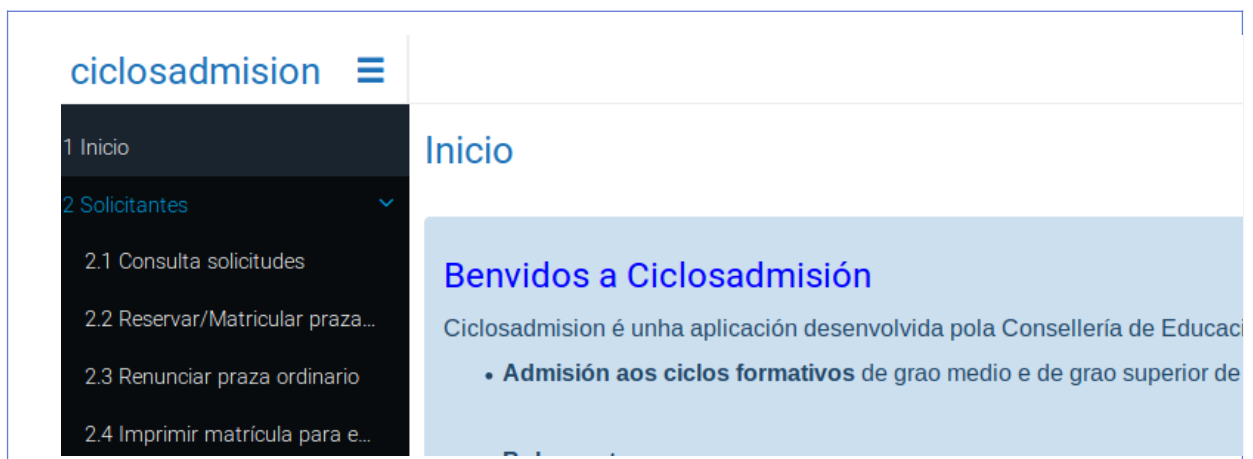 ciclosadmision
1 Inicio
2 Solicitantes
2.1 Consulta solicitudes
2.2 Reservar/Matricular praza...
2.3 Renunciar praza ordinario
2.4 Imprimir matrícula para e...
Inicio
Benvidos a Ciclosadmisión
Ciclosadmision é unha aplicación desenvolvida pola Consellería de Educaci
• Admisión aos ciclos formativos de grao medio e de grao superior de